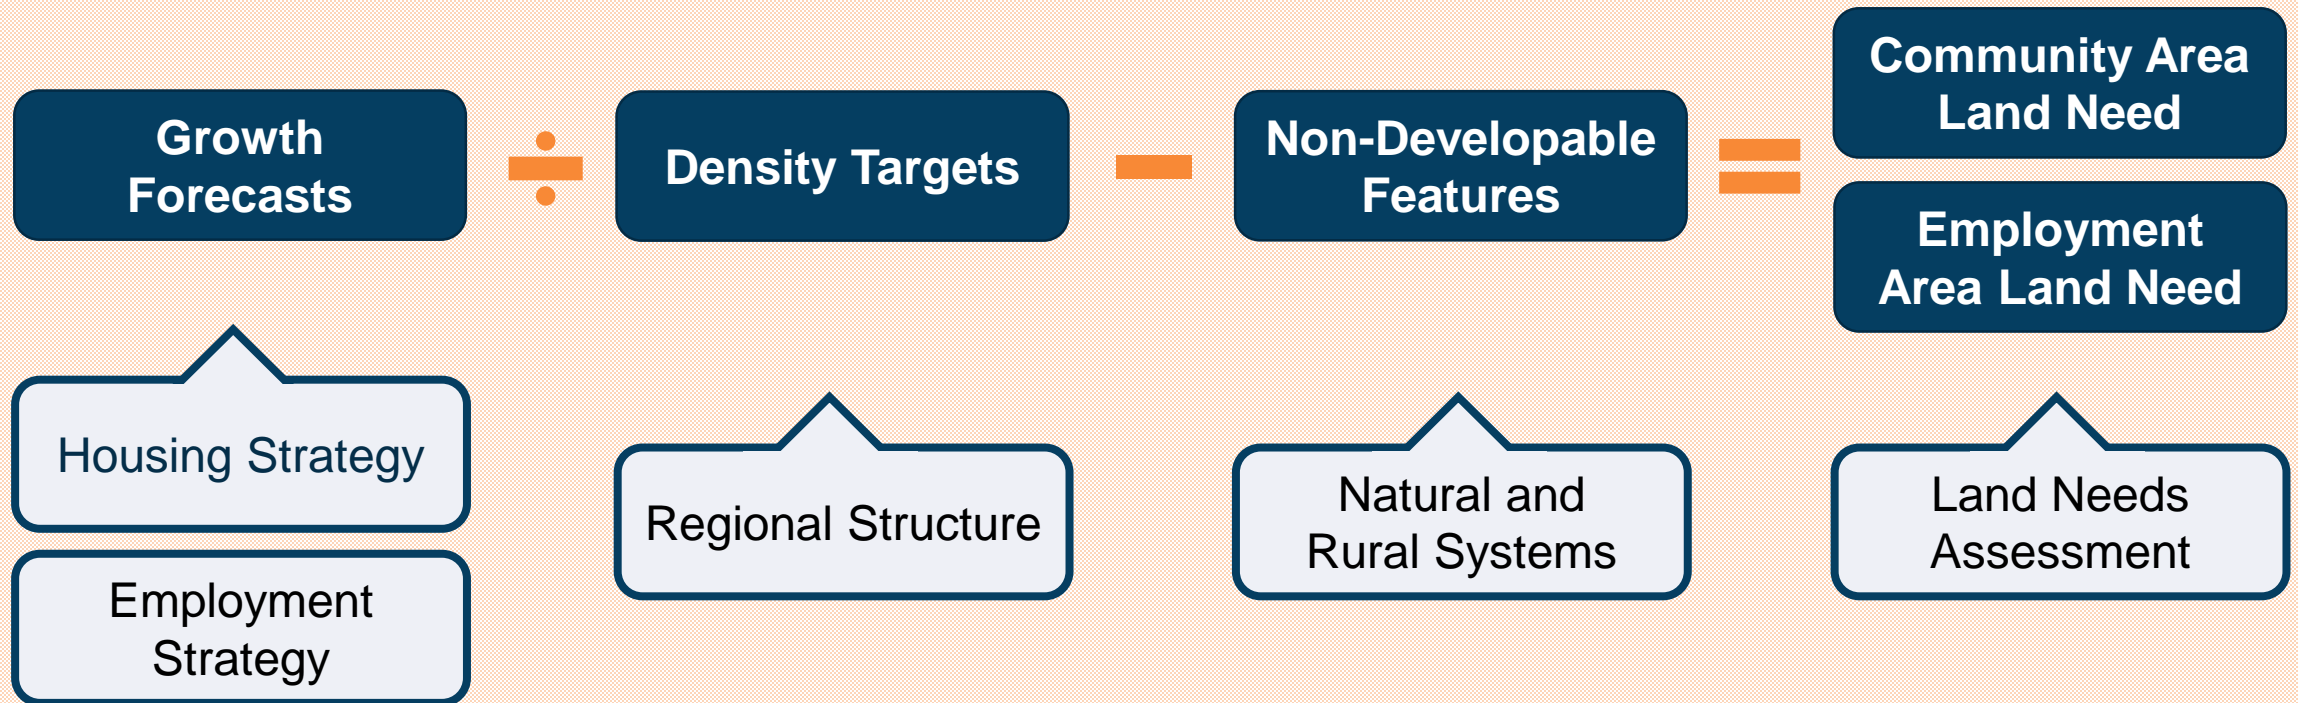 Growth
Forecasts
÷
Density Targets
−
Non-Developable
Features
=
Community Area
Land Need
Employment
Area Land Need
Housing Strategy
Employment
Strategy
Regional Structure
Natural and
Rural Systems
Land Needs
Assessment